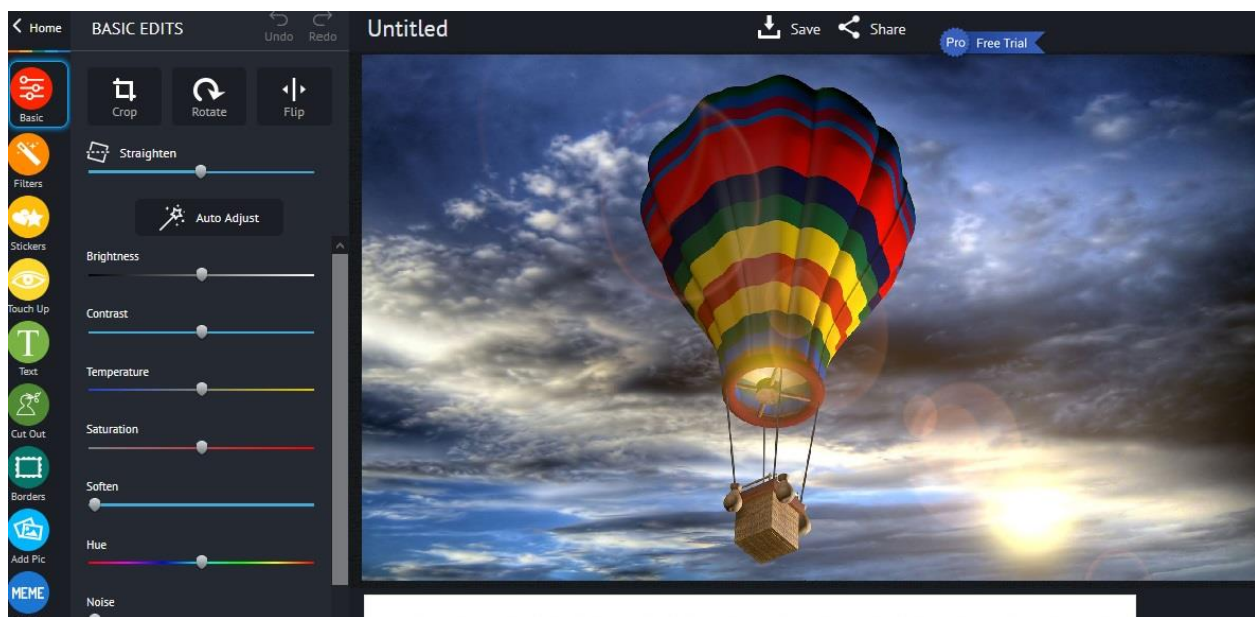 Home
BASIC EDITS
Undo Redo
Untitled
Save
Share
Pro Free Trial
Basic
Filters
Stickers
Touch Up
Text
Cut Out
Borders
Add Pic
MEME
Crop
Rotate
Flip
Straighten
Auto Adjust
Brightness
Contrast
Temperature
Saturation
Soften
Hue
Noise